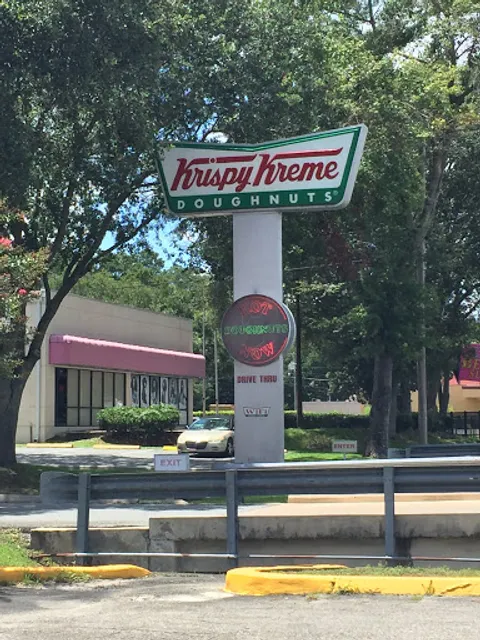 Krispy Kreme
DOUGHNUTS®
HOT
DOUGHNUTS
NOW
DRIVE THRU
ENTER
EXIT